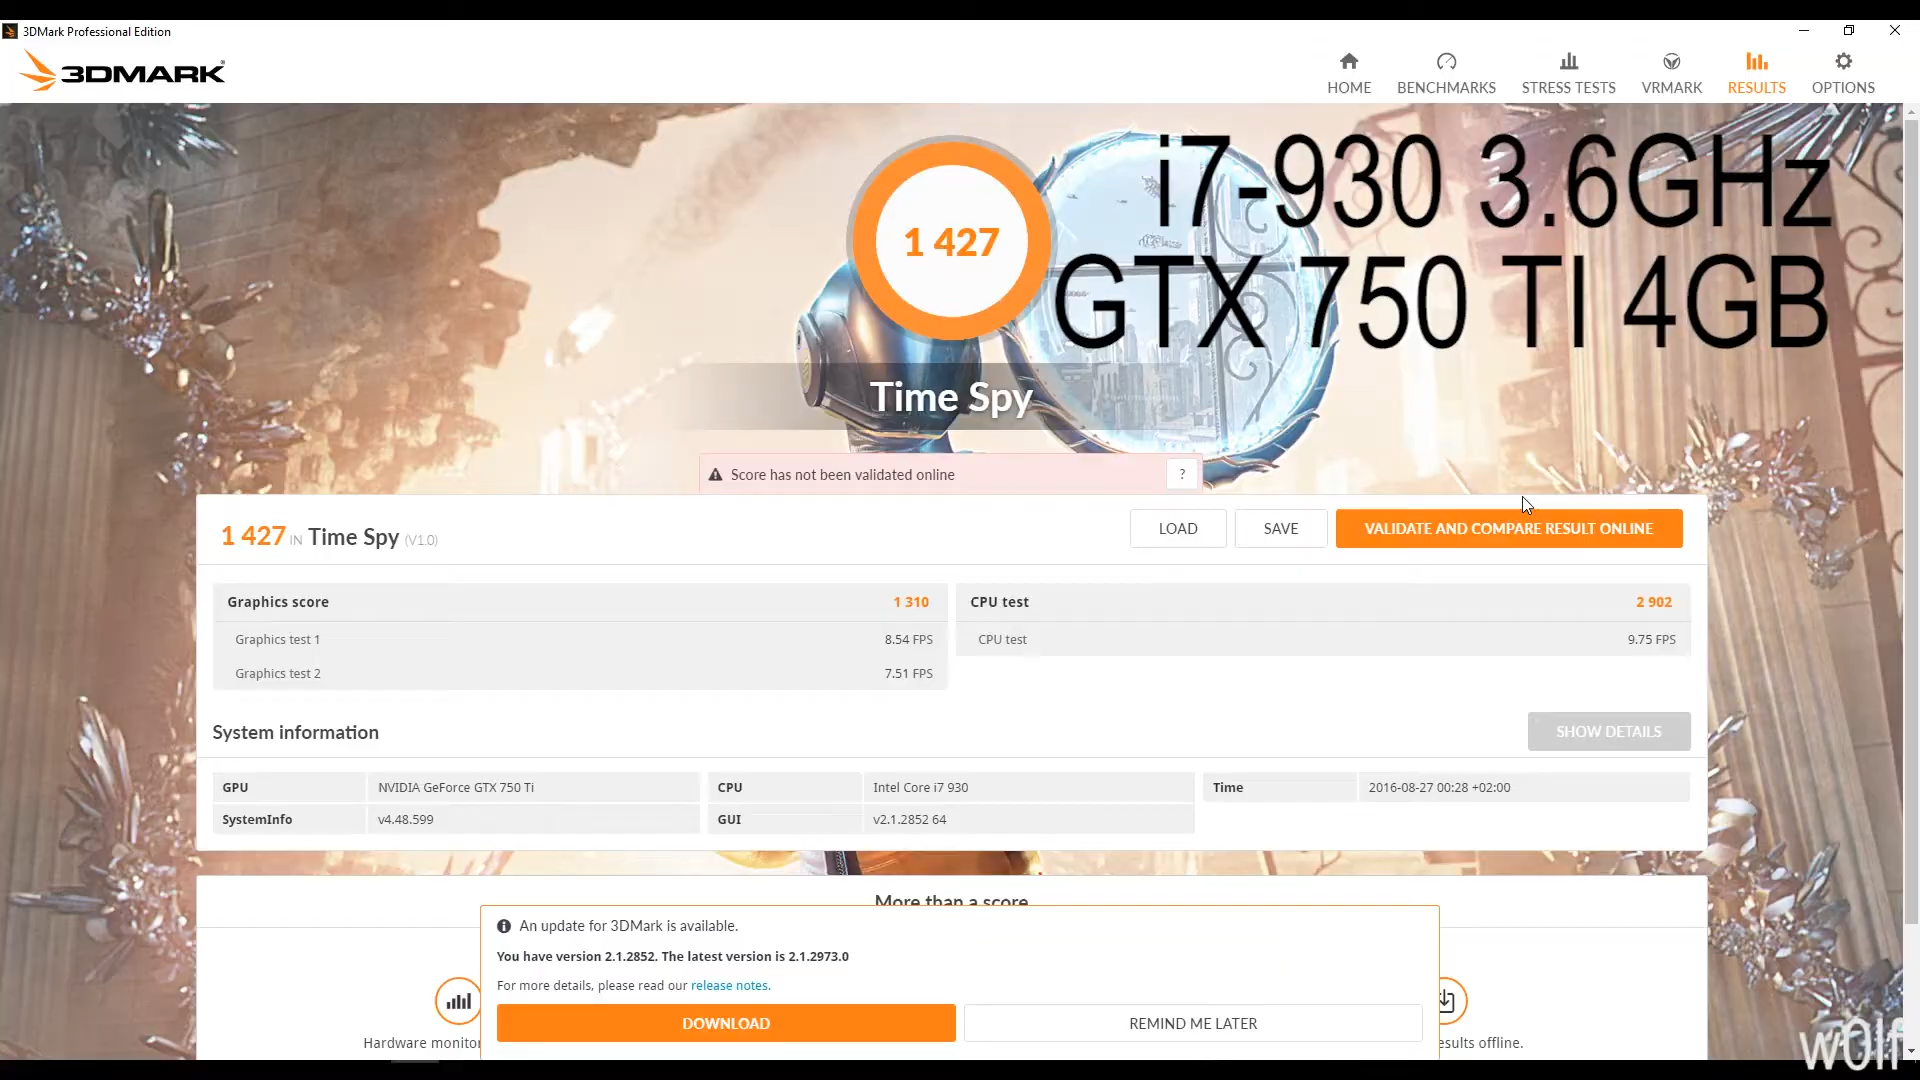 3DMark Professional Edition
3DMARK
HOME BENCHMARKS STRESS TESTS VRMARK RESULTS OPTIONS
i7-930 3.6GHz
GTX 750 TI 4GB
1 427
Time Spy
Score has not been validated online ?
1 427 IN Time Spy (V1.0)
LOAD SAVE VALIDATE AND COMPARE RESULT ONLINE
Graphics score 1 310
Graphics test 1 8.54 FPS
Graphics test 2 7.51 FPS
CPU test 2 902
CPU test 9.75 FPS
System information
SHOW DETAILS
GPU NVIDIA GeForce GTX 750 Ti CPU Intel Core i7 930 Time 2016-08-27 00:28 +02:00
SystemInfo v4.48.599 GUI v2.1.2852 64
More than a score
An update for 3DMark is available.
You have version 2.1.2852. The latest version is 2.1.2973.0
For more details, please read our release notes.
DOWNLOAD REMIND ME LATER
Hardware monitor
esults offline.
w0lf